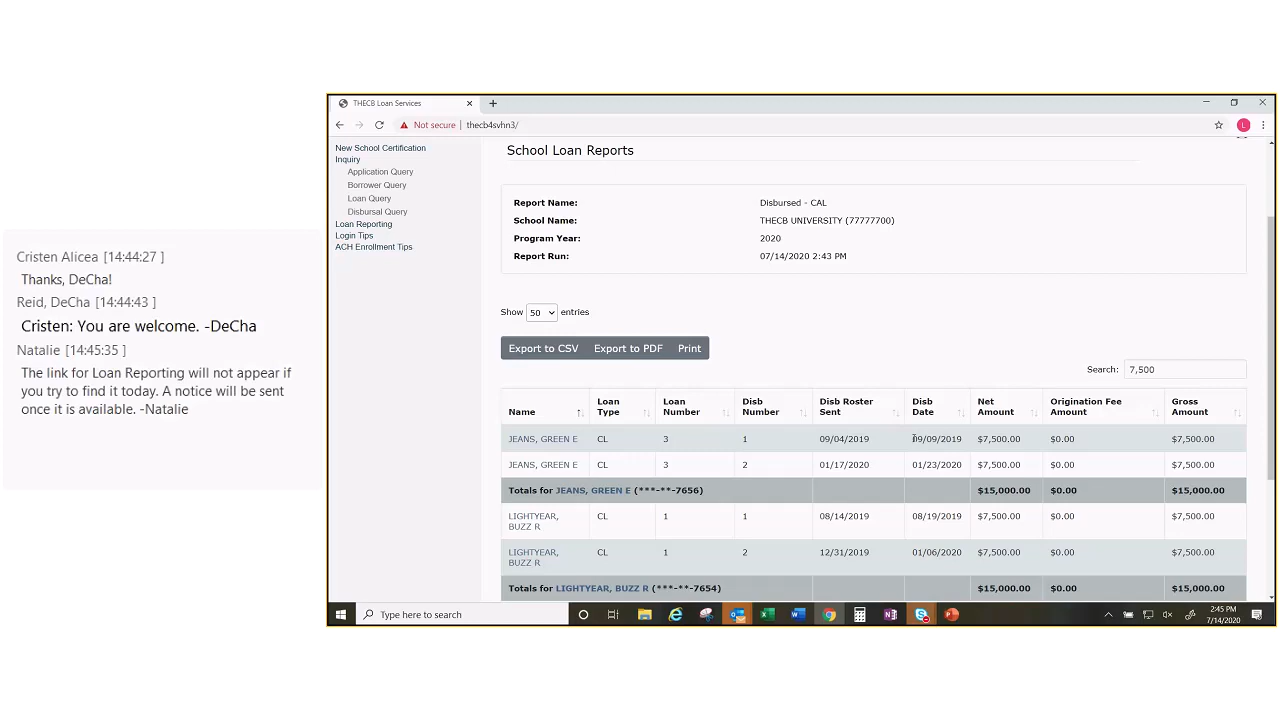 Cristen Alicea [14:44:27 ]
Thanks, DeCha!
Reid, DeCha [14:44:43 ]
Cristen: You are welcome. -DeCha
Natalie [14:45:35 ]
The link for Loan Reporting will not appear if
you try to find it today. A notice will be sent
once it is available. -Natalie
THECB Loan Services
Not secure | thecb4svhn3/
L
New School Certification
Inquiry
Application Query
Borrower Query
Loan Query
Disbursal Query
Loan Reporting
Login Tips
ACH Enrollment Tips
School Loan Reports
Report Name: Disbursed - CAL
School Name: THECB UNIVERSITY (77777700)
Program Year: 2020
Report Run: 07/14/2020 2:43 PM
Show 50 entries
Export to CSV Export to PDF Print
Search: 7,500
Name Loan Type Loan Number Disb Number Disb Roster Sent Disb Date Net Amount Origination Fee Amount Gross Amount
JEANS, GREEN E CL 3 1 09/04/2019 09/09/2019 $7,500.00 $0.00 $7,500.00
JEANS, GREEN E CL 3 2 01/17/2020 01/23/2020 $7,500.00 $0.00 $7,500.00
Totals for JEANS, GREEN E (***-**-7656) $15,000.00 $0.00 $15,000.00
LIGHTYEAR, BUZZ R CL 1 1 08/14/2019 08/19/2019 $7,500.00 $0.00 $7,500.00
LIGHTYEAR, BUZZ R CL 1 2 12/31/2019 01/06/2020 $7,500.00 $0.00 $7,500.00
Totals for LIGHTYEAR, BUZZ R (***-**-7654) $15,000.00 $0.00 $15,000.00
Type here to search
2:45 PM
7/14/2020